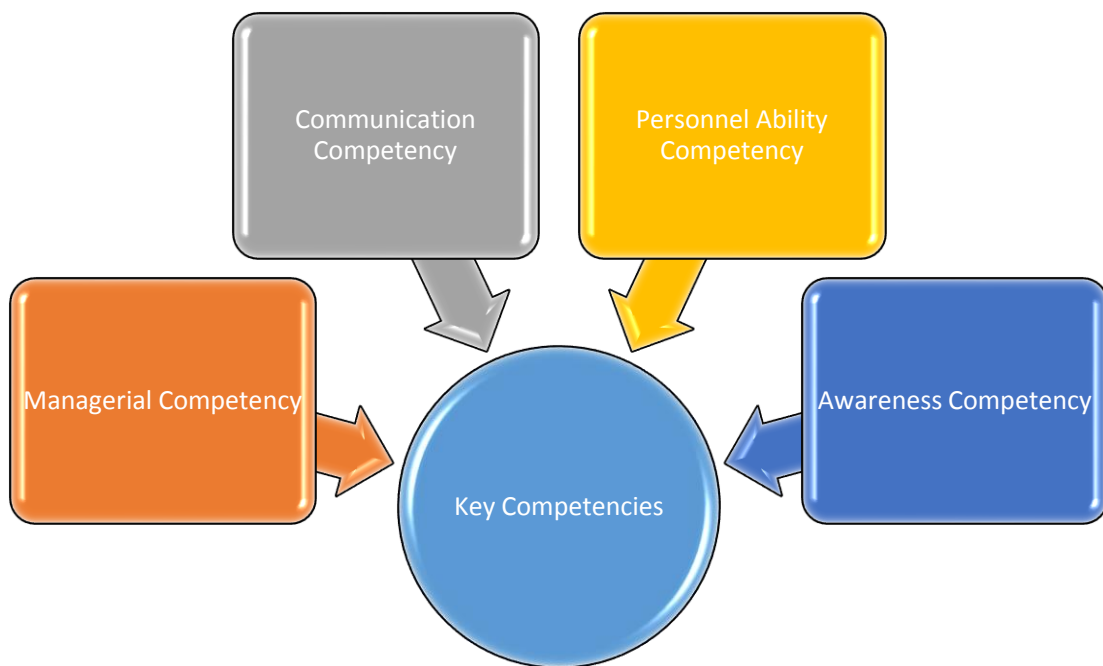 Communication
Competency
Personnel Ability
Competency
Managerial Competency
Awareness Competency
Key Competencies